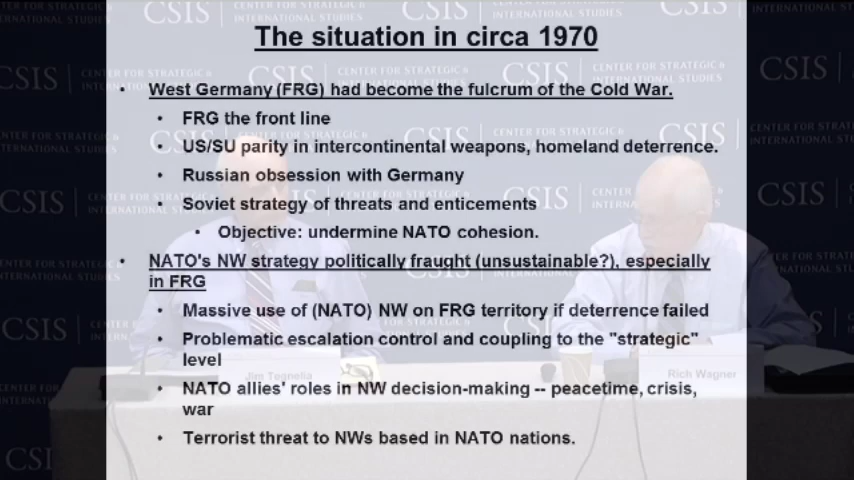 The situation in circa 1970
West Germany (FRG) had become the fulcrum of the Cold War.
FRG the front line
US/SU parity in intercontinental weapons, homeland deterrence.
Russian obsession with Germany
Soviet strategy of threats and enticements
Objective: undermine NATO cohesion.
NATO's NW strategy politically fraught (unsustainable?), especially
in FRG
Massive use of (NATO) NW on FRG territory if deterrence failed
Problematic escalation control and coupling to the "strategic"
level
NATO allies' roles in NW decision-making -- peacetime, crisis,
war
Terrorist threat to NWs based in NATO nations.
CSIS CENTER FOR STRATEGIC &
INTERNATIONAL STUDIES
Jim Tegnelia
Rich Wagner